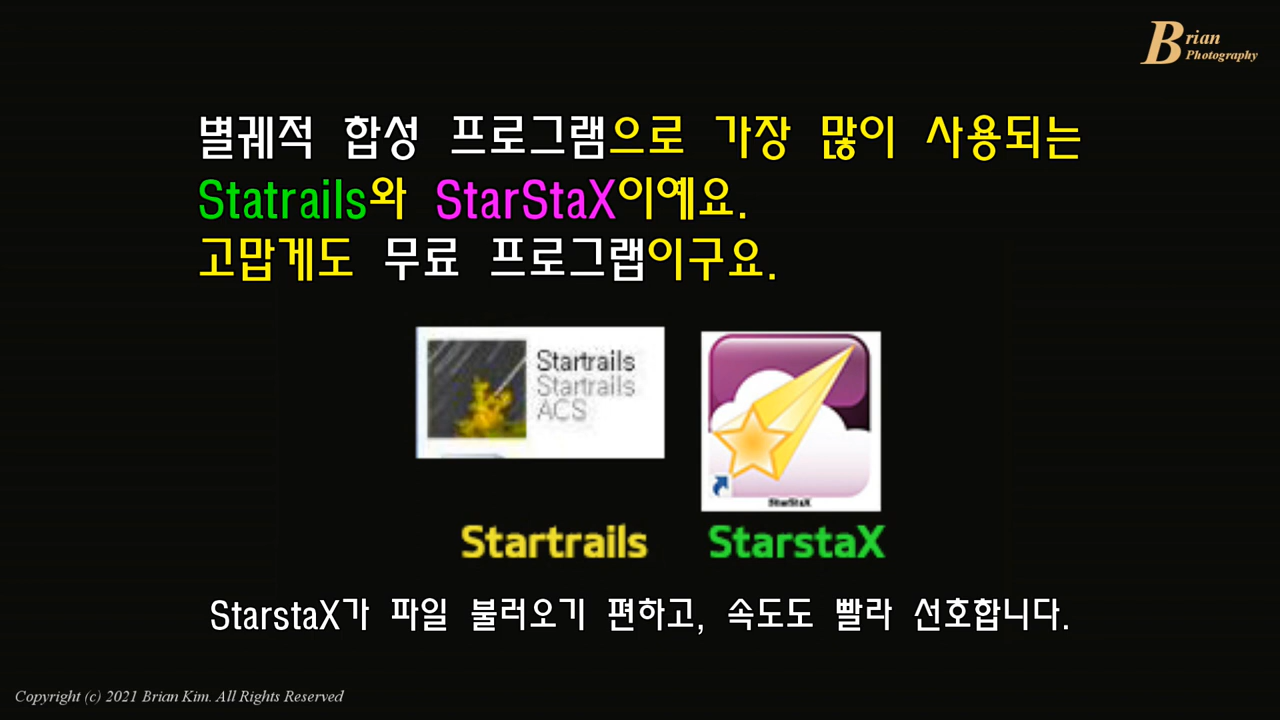 Brian
Photography
별궤적 합성 프로그램으로 가장 많이 사용되는
Statrails와 StarStaX이예요.
고맙게도 무료 프로그랩이구요.
Startrails
Startrails
ACS
StarStaX
Startrails StarstaX
StarstaX가 파일 불러오기 편하고, 속도도 빨라 선호합니다.
Copyright (c) 2021 Brian Kim. All Rights Reserved